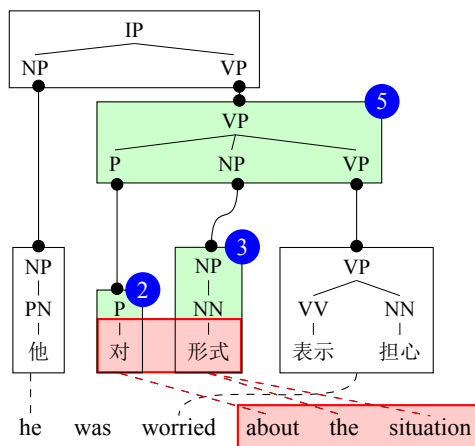 IP
NP VP
5
VP
P NP VP
3
NP NP VP
2
PN P NN VV NN
他 对 形式 表示 担心
he was worried about the situation